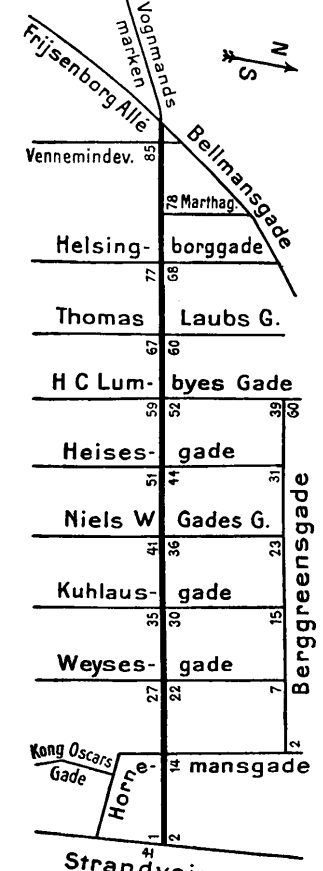 Vognmands
marken
Frijsenborg Allé
N
S
Bellmansgade
Vennemindev.
85
78 Marthag.
Helsing- borggade
77 68
Thomas Laubs G.
67 60
H C Lum- byes Gade
59 52 39 60
Heises- gade
51 44 31
Niels W Gades G.
41 36 23
Kuhlaus- gade
35 30 15
Berggreensgade
Weyses- gade
27 22 7
2
Kong Oscars
Gade
Horne- mansgade
14
1 2
41